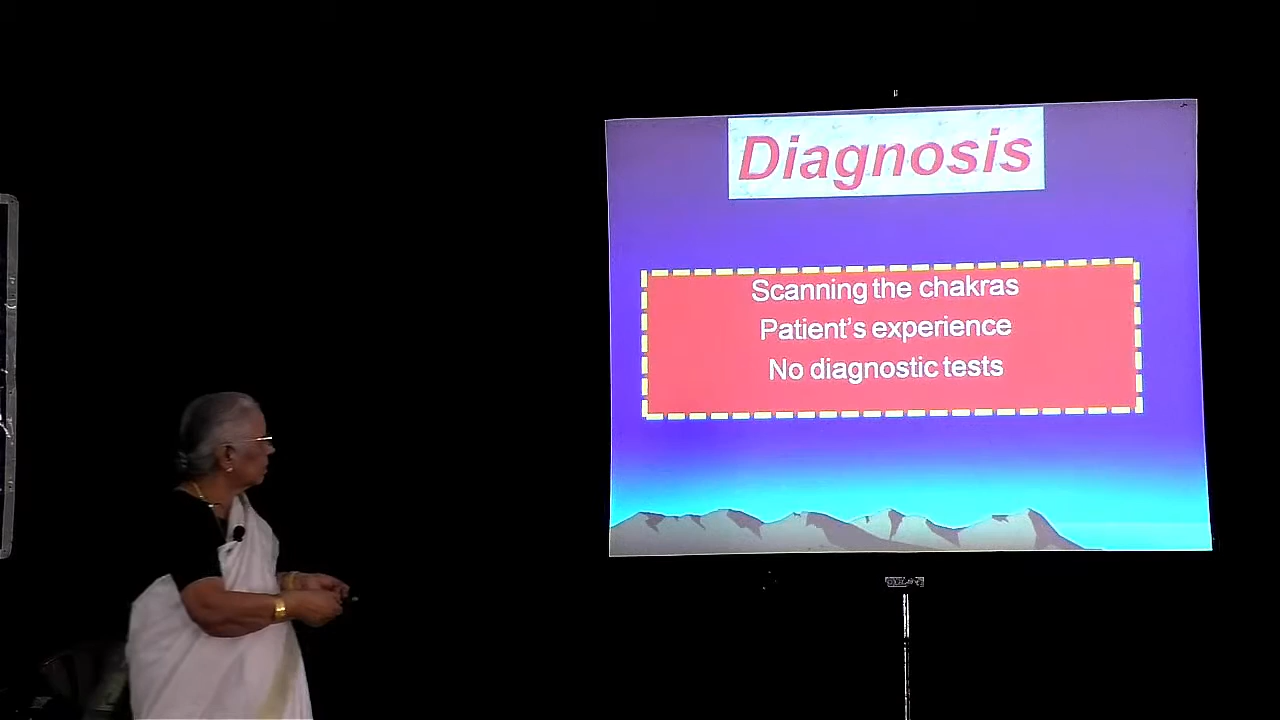 Diagnosis
Scanning the chakras
Patient's experience
No diagnostic tests